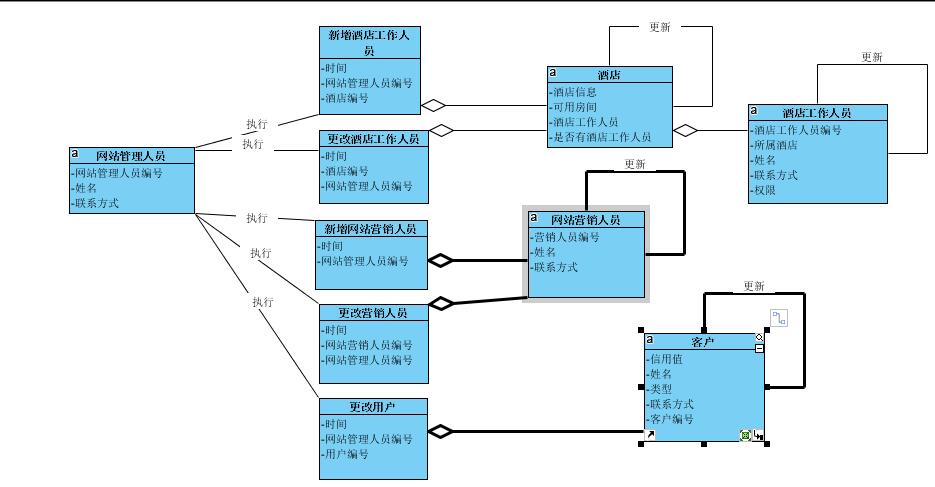 新增酒店工作人
员
-时间
-网站管理人员编号
-酒店编号
更新
a
酒店
-酒店信息
-可用房间
-酒店工作人员
-是否有酒店工作人员
更新
a
酒店工作人员
-酒店工作人员编号
-所属酒店
-姓名
-联系方式
-权限
执行
执行
更改酒店工作人员
-时间
-酒店编号
-网站管理人员编号
a
网站管理人员
-网站管理人员编号
-姓名
-联系方式
更新
a
网站营销人员
-营销人员编号
-姓名
-联系方式
执行
新增网站营销人员
-时间
-网站管理人员编号
执行
更改营销人员
-时间
-网站营销人员编号
-网站管理人员编号
执行
更新
a
客户
-信用值
-姓名
-类型
-联系方式
-客户编号
更改用户
-时间
-网站管理人员编号
-用户编号